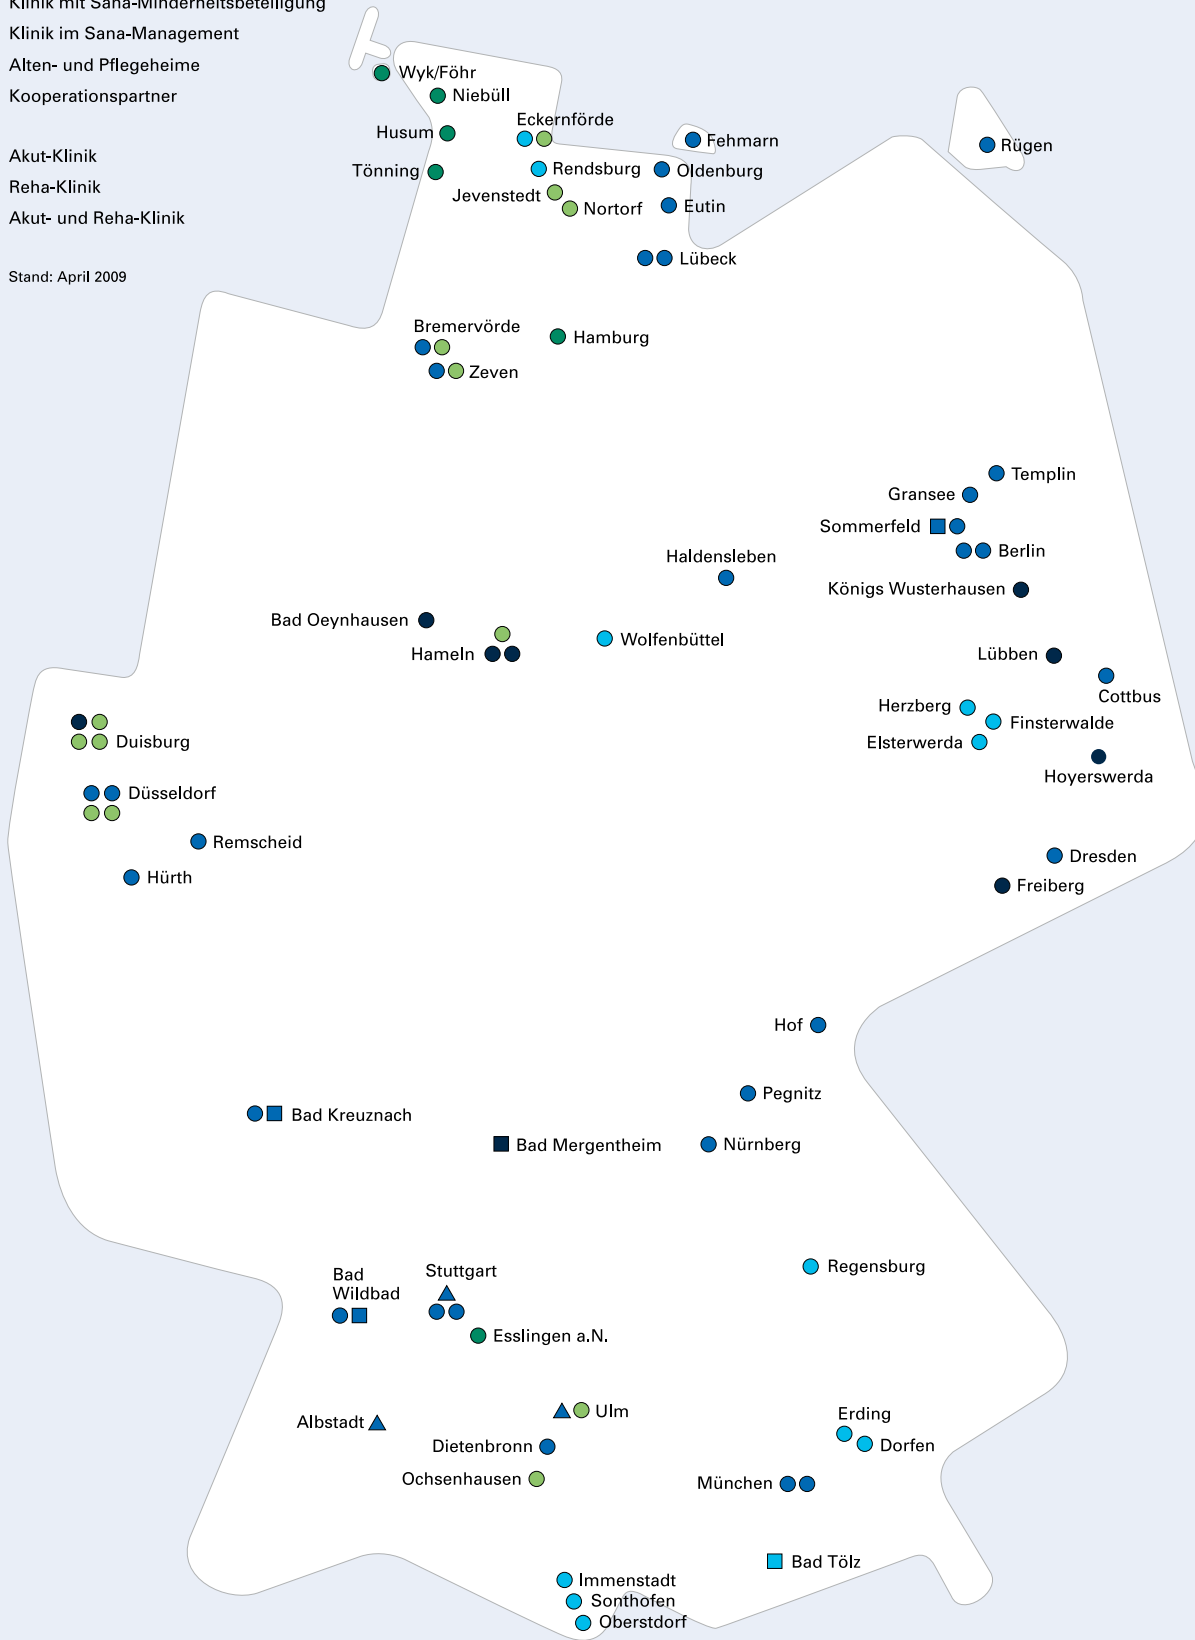 Klinik mit Sana-Minderheitsbeteiligung
Klinik im Sana-Management
Alten- und Pflegeheime
Kooperationspartner
Akut-Klinik
Reha-Klinik
Akut- und Reha-Klinik
Stand: April 2009
Wyk/Föhr
Niebüll
Husum
Eckernförde
Fehmarn
Rügen
Tönning
Rendsburg
Oldenburg
Jevenstedt
Nortorf
Eutin
Lübeck
Bremervörde
Hamburg
Zeven
Templin
Gransee
Sommerfeld
Berlin
Haldensleben
Königs Wusterhausen
Bad Oeynhausen
Wolfenbüttel
Hameln
Lübben
Cottbus
Herzberg
Finsterwalde
Duisburg
Elsterwerda
Hoyerswerda
Düsseldorf
Remscheid
Dresden
Hürth
Freiberg
Hof
Pegnitz
Bad Kreuznach
Bad Mergentheim
Nürnberg
Regensburg
Bad
Wildbad
Stuttgart
Esslingen a.N.
Albstadt
Ulm
Erding
Dorfen
Dietenbronn
Ochsenhausen
München
Bad Tölz
Immenstadt
Sonthofen
Oberstdorf